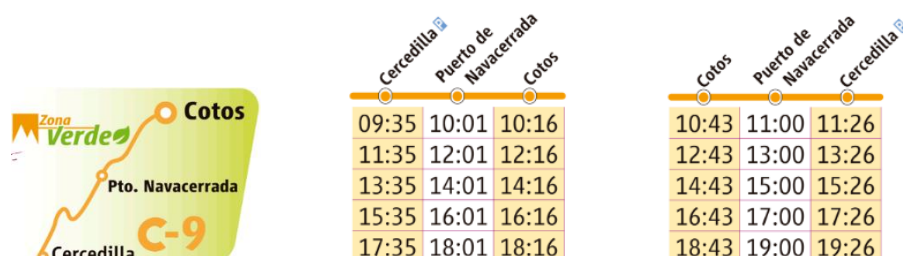 Zona
Verde
Cotos
Pto. Navacerrada
C-9
Cercedilla
Cercedilla P
Puerto de
Navacerrada
Cotos
09:35 10:01 10:16
11:35 12:01 12:16
13:35 14:01 14:16
15:35 16:01 16:16
17:35 18:01 18:16
Cotos
Puerto de
Navacerrada
Cercedilla P
10:43 11:00 11:26
12:43 13:00 13:26
14:43 15:00 15:26
16:43 17:00 17:26
18:43 19:00 19:26